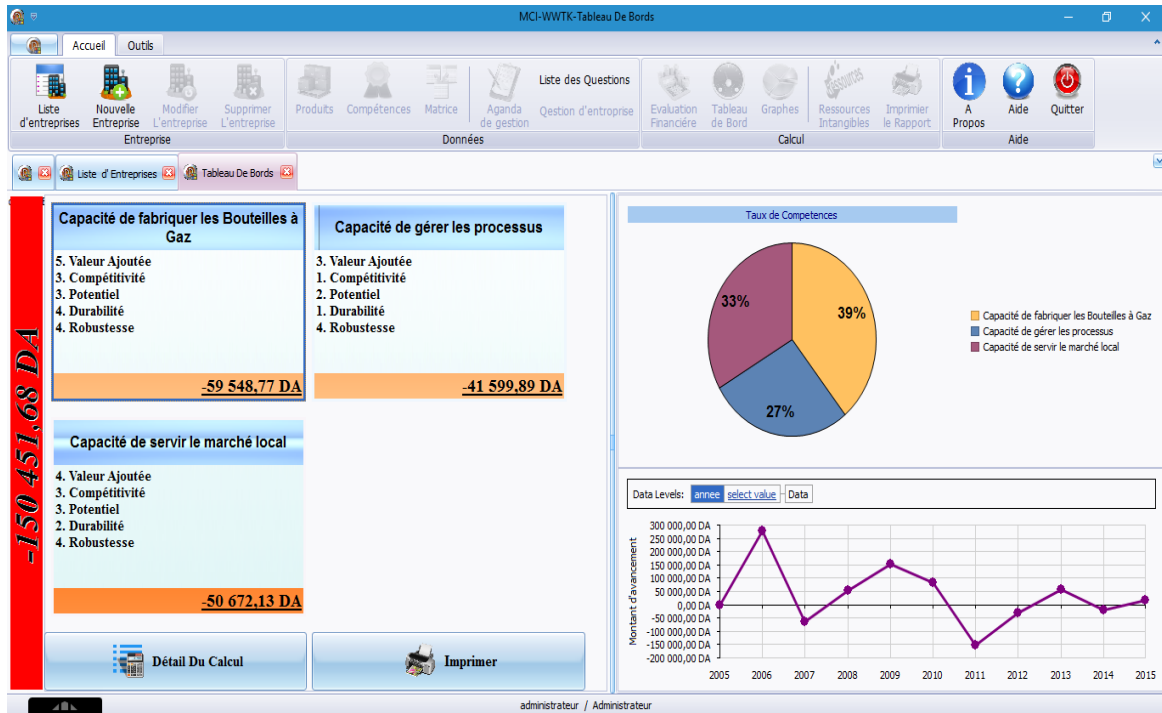 MCI-WWTK-Tableau De Bords
Accueil Outils
Liste d'entreprises
Nouvelle Entreprise
Modifier L'entreprise
Supprimer L'entreprise
Produits
Compétences
Matrice
Aganda de gestion
Liste des Questions
Gestion d'entroprise
Evaluation Financiére
Tableau de Bord
Graphes
Ressources
Ressources Intangibles
Imprimer le Rapport
A Propos
Aide
Quitter
Entreprise
Données
Calcul
Aide
Liste d' Entreprises
Tableau De Bords
-150 451,68 DA
Capacité de fabriquer les Bouteilles à
Gaz
5. Valeur Ajoutée
3. Compétitivité
3. Potentiel
4. Durabilité
4. Robustesse
-59 548,77 DA
Capacité de gérer les processus
3. Valeur Ajoutée
1. Compétitivité
2. Potentiel
1. Durabilité
4. Robustesse
-41 599,89 DA
Capacité de servir le marché local
4. Valeur Ajoutée
3. Compétitivité
3. Potentiel
2. Durabilité
4. Robustesse
-50 672,13 DA
Détail Du Calcul
Imprimer
Taux de Competences
33%
39%
27%
Capacité de fabriquer les Bouteilles à Gaz
Capacité de gérer les processus
Capacité de servir le marché local
Data Levels: annee select value Data
Montant d'avancement
300 000,00 DA
250 000,00 DA
200 000,00 DA
150 000,00 DA
100 000,00 DA
50 000,00 DA
0,00 DA
-50 000,00 DA
-100 000,00 DA
-150 000,00 DA
-200 000,00 DA
2005 2006 2007 2008 2009 2010 2011 2012 2013 2014 2015
administrateur / Administrateur